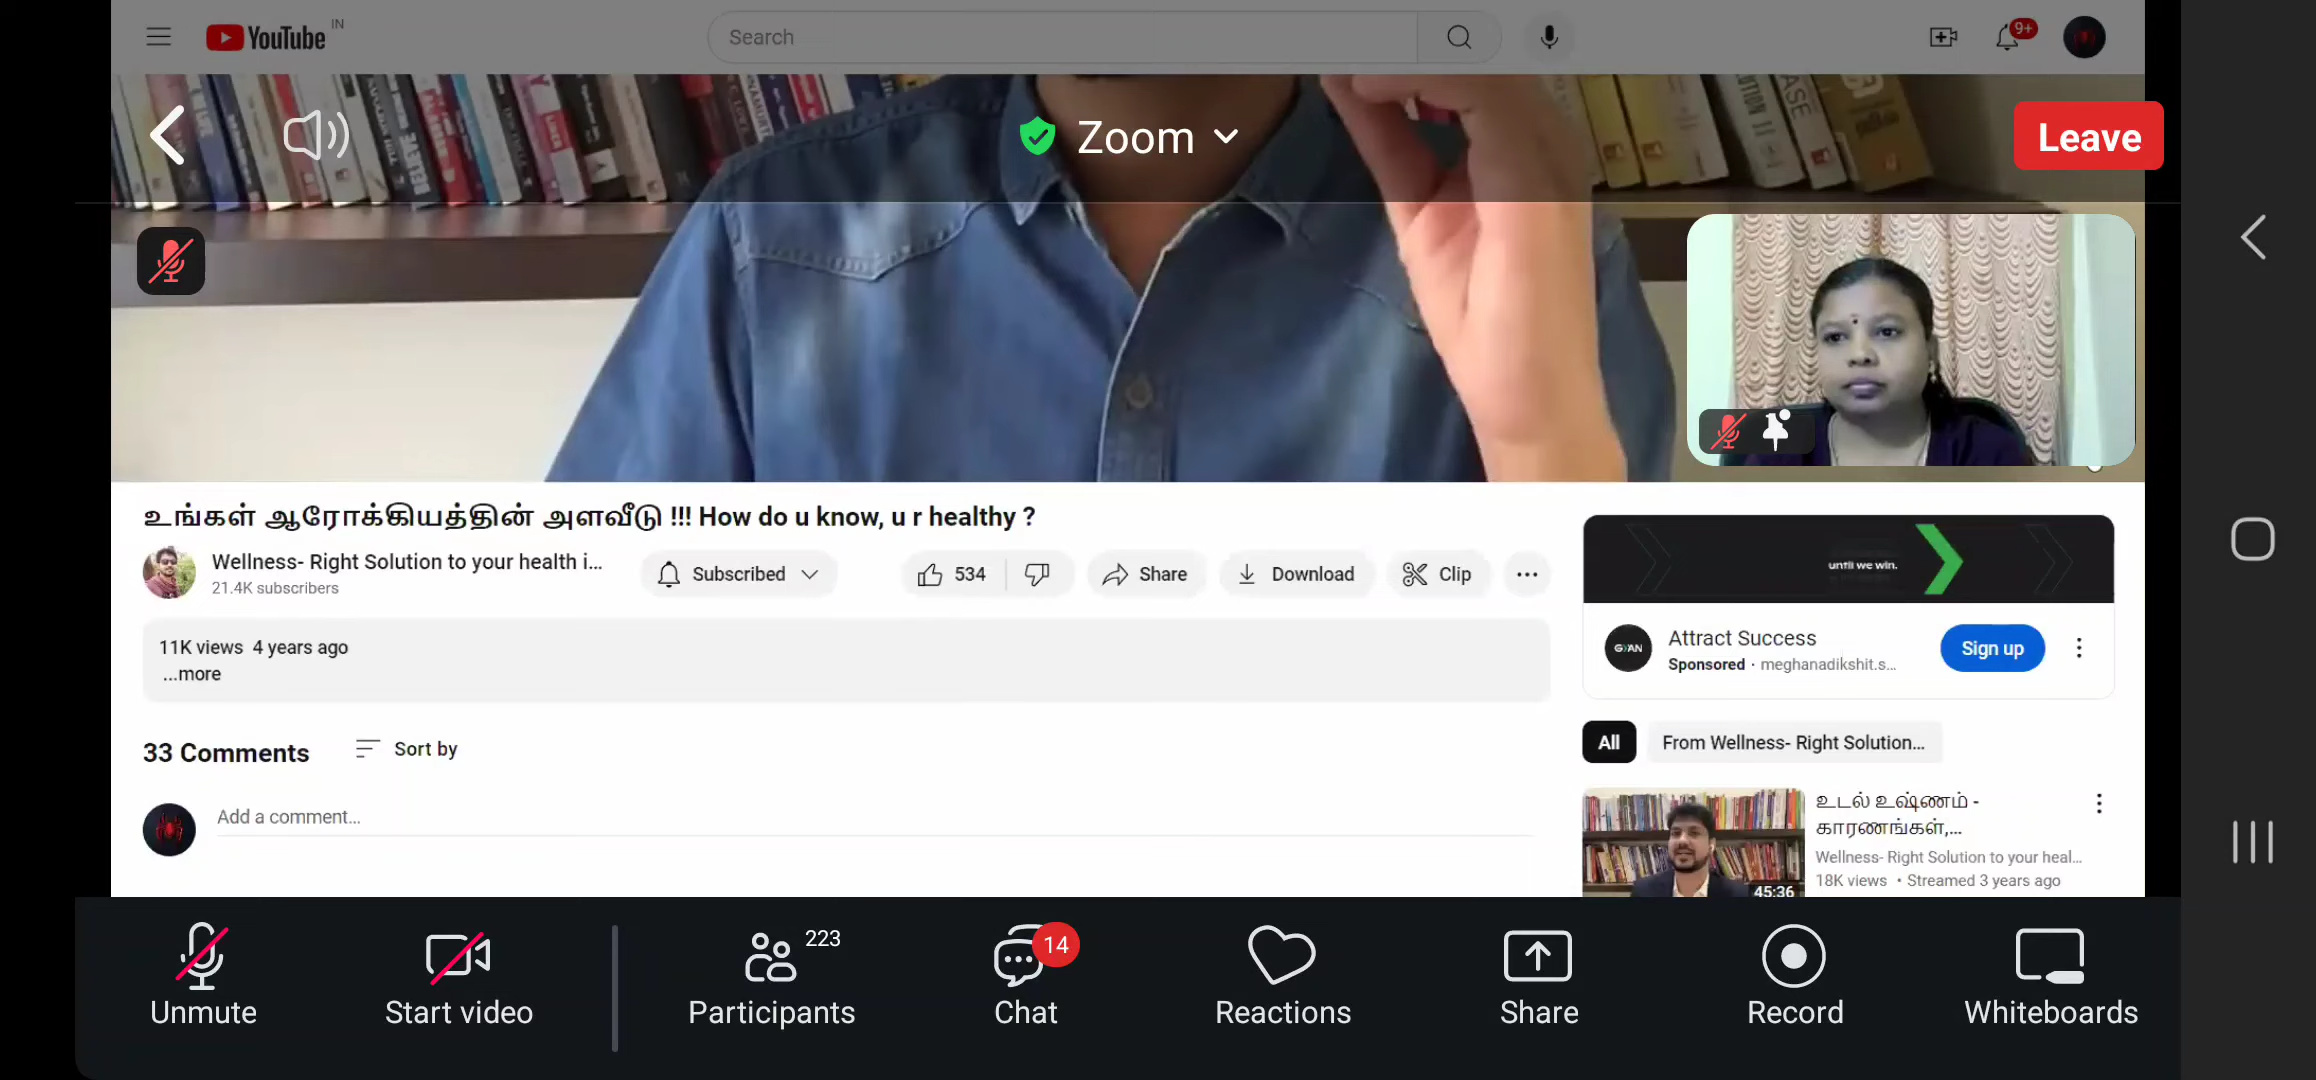 YouTube IN
Search
9+
BELIEVE
Zoom
Leave
உங்கள் ஆரோக்கியத்தின் அளவீடு !!! How do u know, u r healthy ?
Wellness- Right Solution to your health i...
21.4K subscribers
Subscribed
534
Share
Download
Clip
11K views 4 years ago
...more
33 Comments
Sort by
Add a comment...
until we win.
Attract Success
Sponsored · meghanadikshit.s...
Sign up
All
From Wellness- Right Solution...
உடல் உஷ்ணம் -
காரணங்கள்,...
Wellness- Right Solution to your heal...
18K views • Streamed 3 years ago
45:36
Unmute
Start video
223
Participants
14
Chat
Reactions
Share
Record
Whiteboards